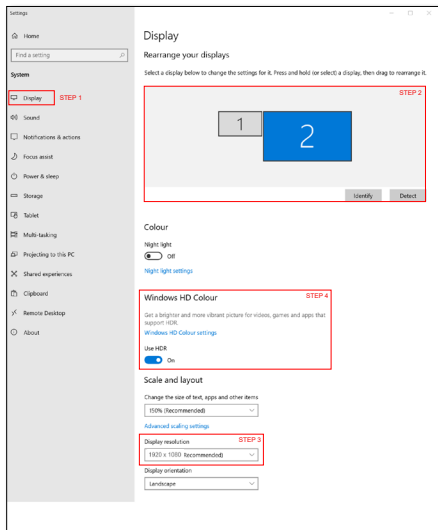 Settings
Home
Find a setting
System
Display STEP 1
Sound
Notifications & actions
Focus assist
Power & sleep
Storage
Tablet
Multi-tasking
Projecting to this PC
Shared experiences
Clipboard
Remote Desktop
About
Display
Rearrange your displays
Select a display below to change the settings for it. Press and hold (or select) a display, then drag to rearrange it.
STEP 2
1
2
Identify Detect
Colour
Night light
Off
Night light settings
Windows HD Colour STEP 4
Get a brighter and more vibrant picture for videos, games and apps that
support HDR.
Windows HD Colour settings
Use HDR
On
Scale and layout
Change the size of text, apps and other items
150% (Recommended)
Advanced scaling settings
Display resolution STEP 3
1920 x 1080 Recommended)
Display orientation
Landscape